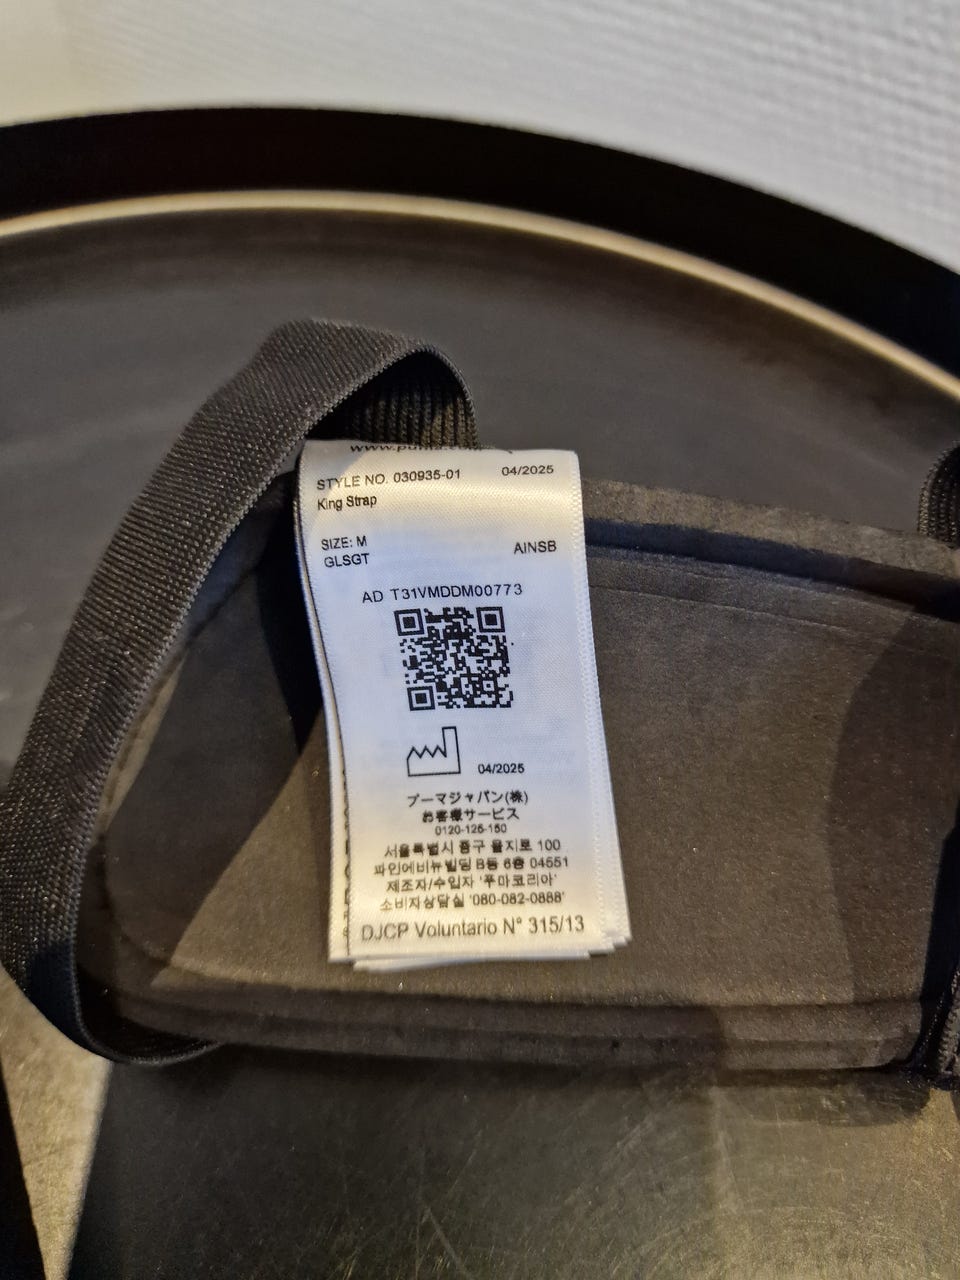 STYLE NO. 030935-01 04/2025
King Strap
SIZE: M
GLSGT AINSB
AD T31VMDDM00773
04/2025
プーマジャパン(株)
お客様サービス
0120-125-150
서울특별시 중구 을지로 100
파인에비뉴빌딩 B동 6층 04551
제조자/수입자 '푸마코리아'
소비자상담실 '080-082-0888'
DJCP Voluntario N° 315/13